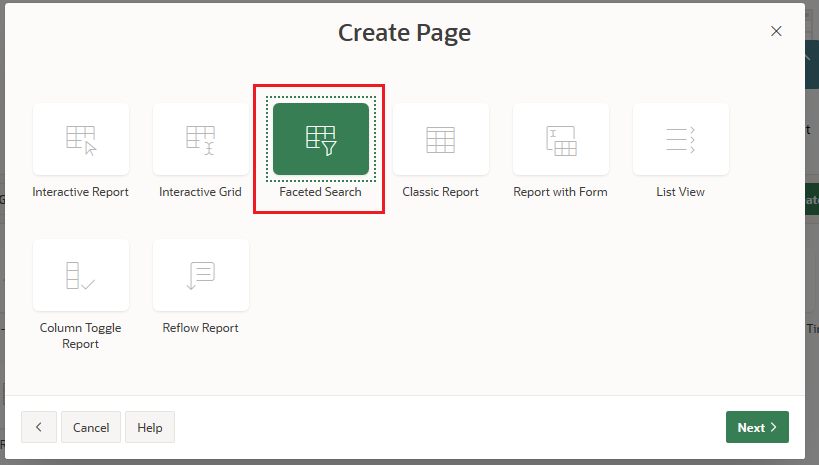 Create Page
Interactive Report
Interactive Grid
Faceted Search
Classic Report
Report with Form
List View
Column Toggle
Report
Reflow Report
Cancel
Help
Next